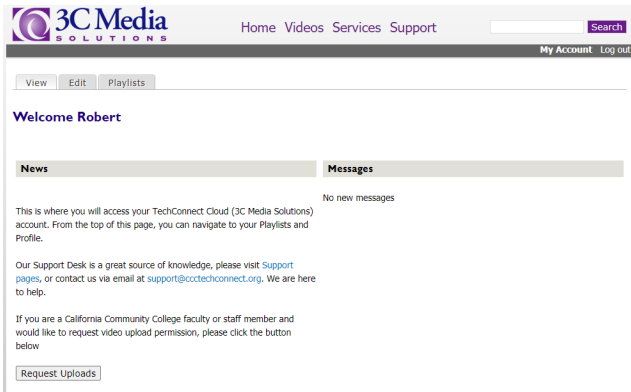 3C Media
SOLUTIONS
Home Videos Services Support
Search
My Account Log out
View Edit Playlists
Welcome Robert
News
Messages
No new messages
This is where you will access your TechConnect Cloud (3C Media Solutions)
account. From the top of this page, you can navigate to your Playlists and
Profile.
Our Support Desk is a great source of knowledge, please visit Support
pages, or contact us via email at support@ccctechconnect.org. We are here
to help.
If you are a California Community College faculty or staff member and
would like to request video upload permission, please click the button
below
Request Uploads